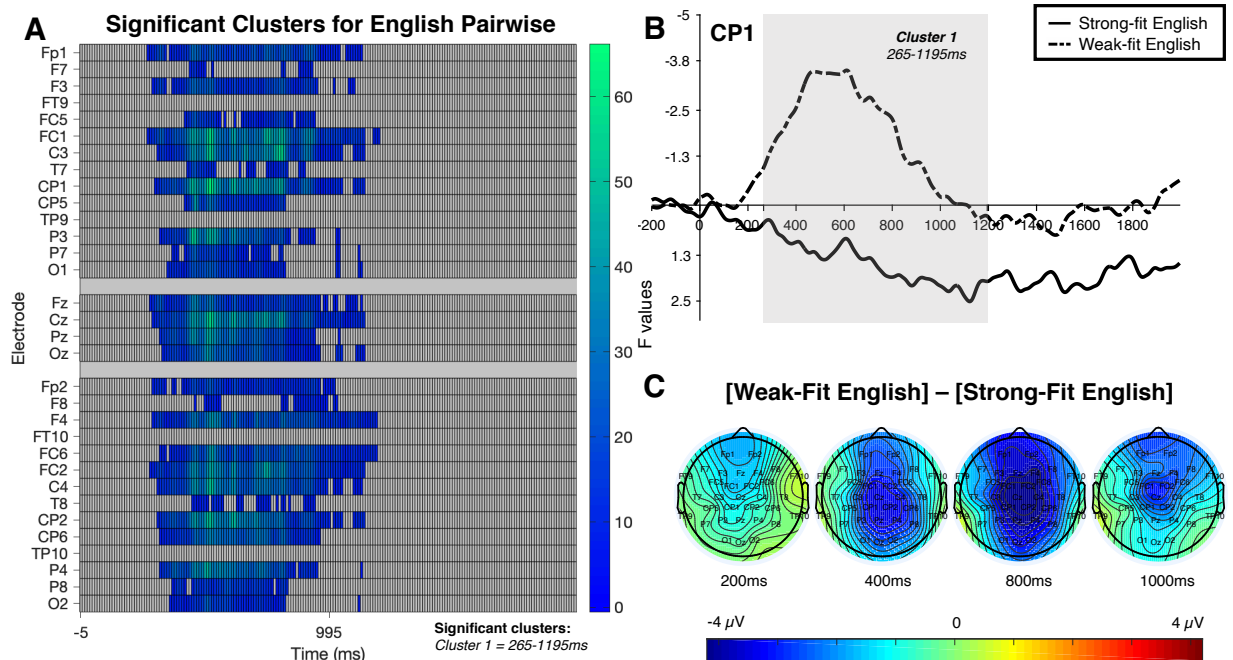 A
Significant Clusters for English Pairwise
Electrode
Fp1
F7
F3
FT9
FC5
FC1
C3
T7
CP1
CP5
TP9
P3
P7
O1
Fz
Cz
Pz
Oz
Fp2
F8
F4
FT10
FC6
FC2
C4
T8
CP2
CP6
TP10
P4
P8
O2
-5
995
Time (ms)
60
50
40
30
20
10
0
F values
Significant clusters:
Cluster 1 = 265-1195ms
B
CP1
Cluster 1
265-1195ms
Strong-fit English
Weak-fit English
-5
-3.8
-2.5
-1.3
1.3
2.5
-200 0 200 400 600 800 1000 1200 1400 1600 1800
C
[Weak-Fit English] – [Strong-Fit English]
200ms 400ms 800ms 1000ms
-4 µV 0 4 µV